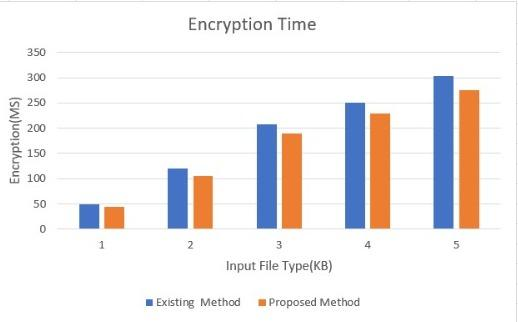 Encryption Time
350
300
250
200
150
100
50
0
Encryption(MS)
1 2 3 4 5
Input File Type(KB)
Existing Method Proposed Method